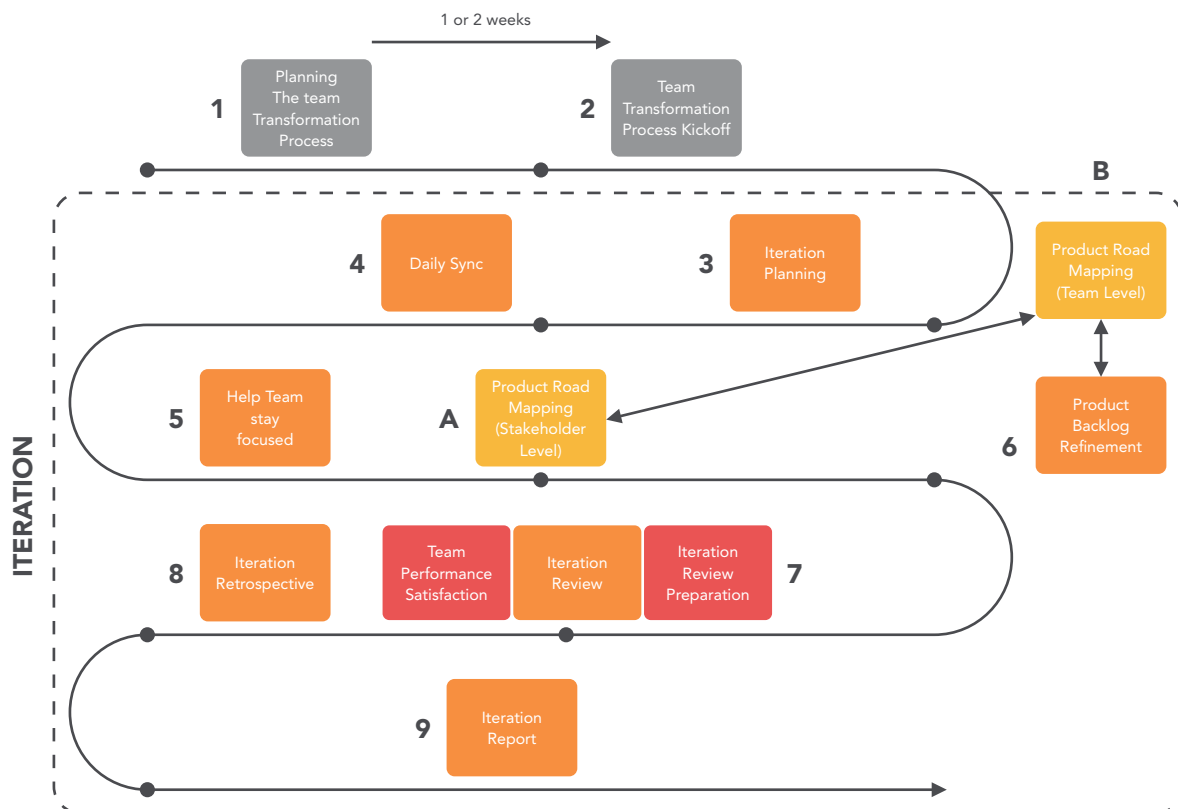 1 or 2 weeks
1
Planning
The team
Transformation
Process
2
Team
Transformation
Process Kickoff
B
4
Daily Sync
3
Iteration
Planning
Product Road
Mapping
(Team Level)
5
Help Team
stay
focused
A
Product Road
Mapping
(Stakeholder
Level)
6
Product
Backlog
Refinement
ITERATION
8
Iteration
Retrospective
Team
Performance
Satisfaction
Iteration
Review
Iteration
Review
Preparation
7
9
Iteration
Report